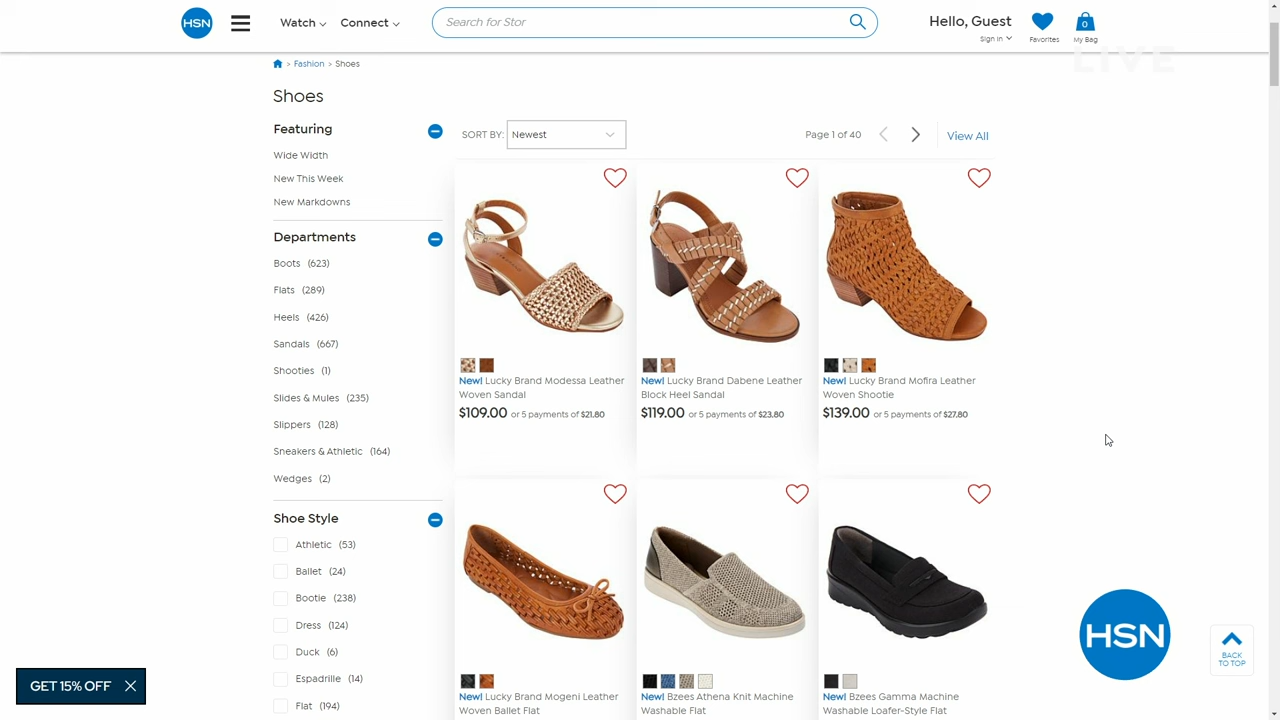 HSN
Watch
Connect
Search for Stor
Hello, Guest
Sign In
Favorites
0
My Bag
LIVE
> Fashion > Shoes
Shoes
Featuring
Wide Width
New This Week
New Markdowns
Departments
Boots (623)
Flats (289)
Heels (426)
Sandals (667)
Shooties (1)
Slides & Mules (235)
Slippers (128)
Sneakers & Athletic (164)
Wedges (2)
Shoe Style
Athletic (53)
Ballet (24)
Bootie (238)
Dress (124)
Duck (6)
Espadrille (14)
Flat (194)
SORT BY: Newest
Page 1 of 40
View All
New! Lucky Brand Modessa Leather
Woven Sandal
$109.00 or 5 payments of $21.80
New! Lucky Brand Dabene Leather
Block Heel Sandal
$119.00 or 5 payments of $23.80
New! Lucky Brand Mofira Leather
Woven Shootie
$139.00 or 5 payments of $27.80
New! Lucky Brand Mogeni Leather
Woven Ballet Flat
New! Bzees Athena Knit Machine
Washable Flat
New! Bzees Gamma Machine
Washable Loafer-Style Flat
GET 15% OFF
HSN
BACK
TO TOP